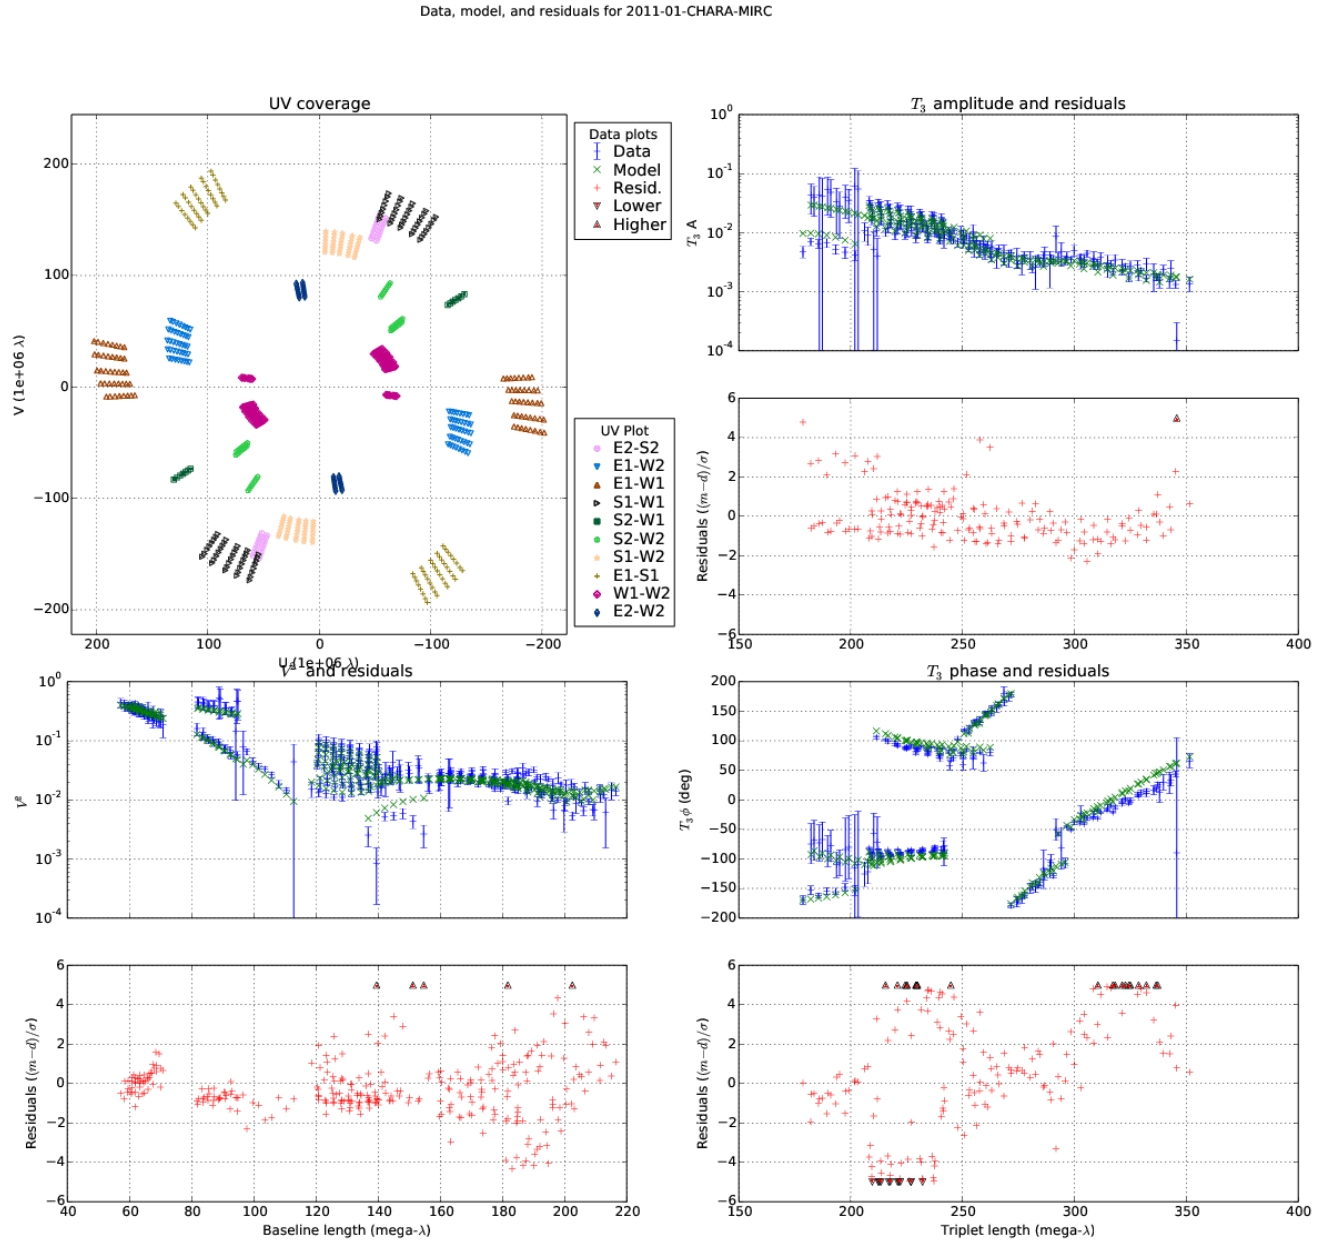 Data, model, and residuals for 2011-01-CHARA-MIRC
UV coverage
V (1e+06 λ)
200
100
0
−100
−200
200
100
0
−100
−200
U (1e+06 λ)
Data plots
Data
Model
Resid.
Lower
Higher
UV Plot
E2-S2
E1-W2
E1-W1
S1-W1
S2-W1
S2-W2
S1-W2
E1-S1
W1-W2
E2-W2
T₃ amplitude and residuals
T₃ A
10⁰
10⁻¹
10⁻²
10⁻³
10⁻⁴
Residuals ((m−d)/σ)
6
4
2
0
−2
−4
−6
150
200
250
300
350
400
V² and residuals
V²
10⁰
10⁻¹
10⁻²
10⁻³
10⁻⁴
Residuals ((m−d)/σ)
6
4
2
0
−2
−4
−6
40
60
80
100
120
140
160
180
200
220
Baseline length (mega-λ)
T₃ phase and residuals
T₃ϕ (deg)
200
150
100
50
0
−50
−100
−150
−200
Residuals ((m−d)/σ)
6
4
2
0
−2
−4
−6
150
200
250
300
350
400
Triplet length (mega-λ)